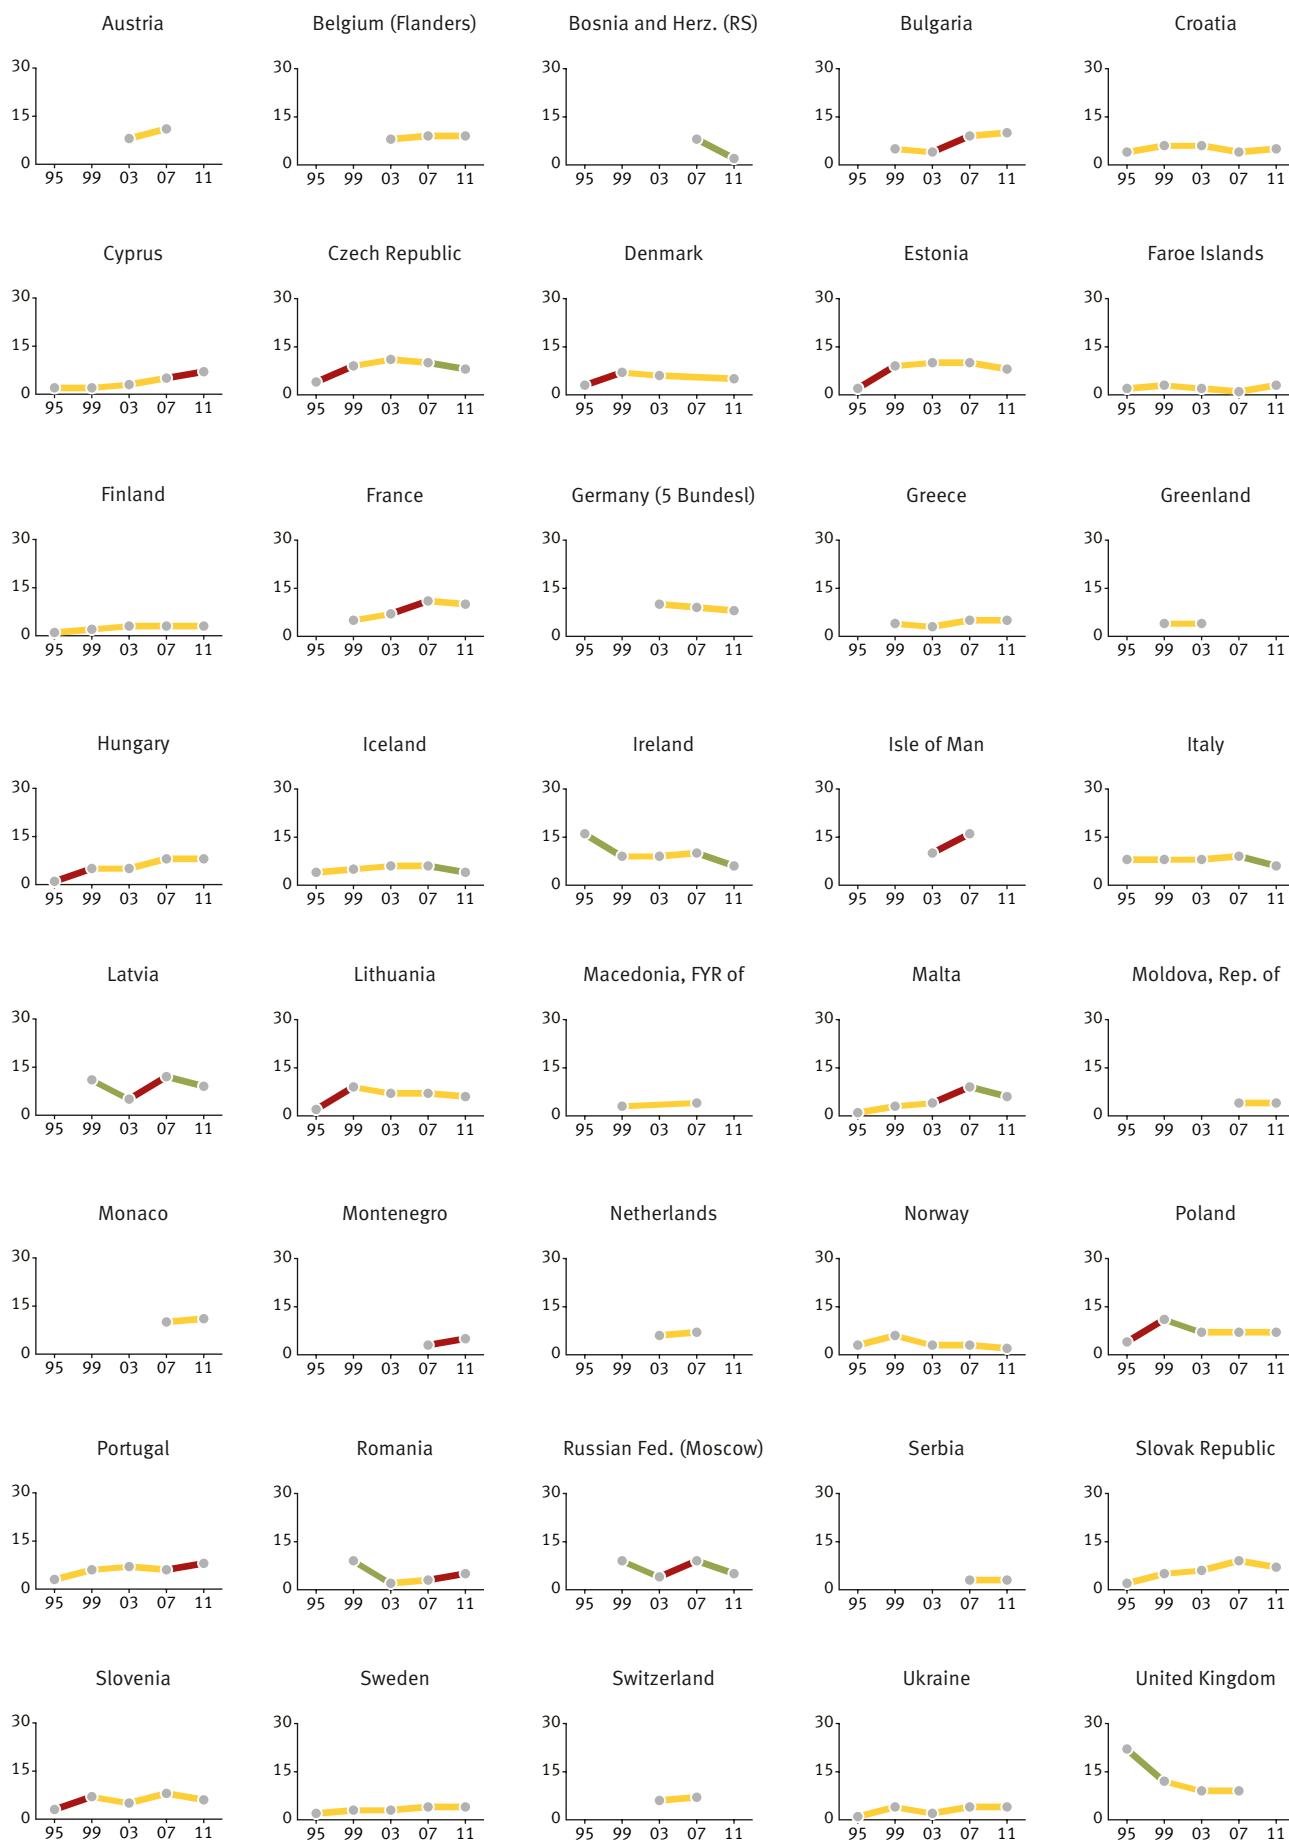 Austria Belgium (Flanders) Bosnia and Herz. (RS) Bulgaria Croatia
30 30 30 30 30
15 15 15 15 15
0 0 0 0 0
95 99 03 07 11 95 99 03 07 11 95 99 03 07 11 95 99 03 07 11 95 99 03 07 11
Cyprus Czech Republic Denmark Estonia Faroe Islands
30 30 30 30 30
15 15 15 15 15
0 0 0 0 0
95 99 03 07 11 95 99 03 07 11 95 99 03 07 11 95 99 03 07 11 95 99 03 07 11
Finland France Germany (5 Bundesl) Greece Greenland
30 30 30 30 30
15 15 15 15 15
0 0 0 0 0
95 99 03 07 11 95 99 03 07 11 95 99 03 07 11 95 99 03 07 11 95 99 03 07 11
Hungary Iceland Ireland Isle of Man Italy
30 30 30 30 30
15 15 15 15 15
0 0 0 0 0
95 99 03 07 11 95 99 03 07 11 95 99 03 07 11 95 99 03 07 11 95 99 03 07 11
Latvia Lithuania Macedonia, FYR of Malta Moldova, Rep. of
30 30 30 30 30
15 15 15 15 15
0 0 0 0 0
95 99 03 07 11 95 99 03 07 11 95 99 03 07 11 95 99 03 07 11 95 99 03 07 11
Monaco Montenegro Netherlands Norway Poland
30 30 30 30 30
15 15 15 15 15
0 0 0 0 0
95 99 03 07 11 95 99 03 07 11 95 99 03 07 11 95 99 03 07 11 95 99 03 07 11
Portugal Romania Russian Fed. (Moscow) Serbia Slovak Republic
30 30 30 30 30
15 15 15 15 15
0 0 0 0 0
95 99 03 07 11 95 99 03 07 11 95 99 03 07 11 95 99 03 07 11 95 99 03 07 11
Slovenia Sweden Switzerland Ukraine United Kingdom
30 30 30 30 30
15 15 15 15 15
0 0 0 0 0
95 99 03 07 11 95 99 03 07 11 95 99 03 07 11 95 99 03 07 11 95 99 03 07 11